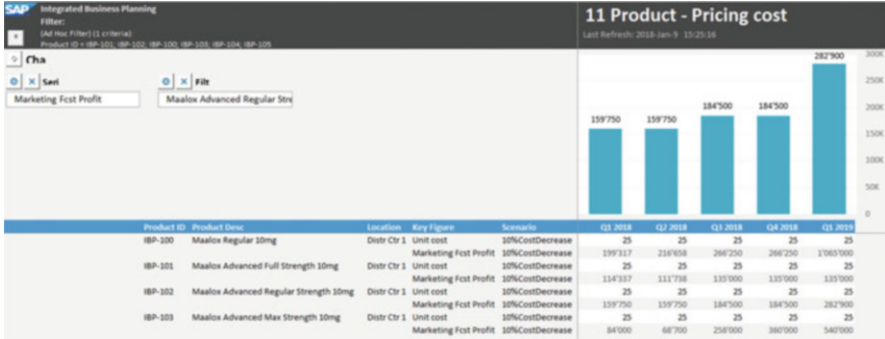 SAP Integrated Business Planning
Filter:
(Ad Hoc Filter) (1 criteria)
Product ID = IBP-101; IBP-102; IBP-100; IBP-103; IBP-104; IBP-105
11 Product - Pricing cost
Last Refresh: 2018-Jan-9 15:25:16
Cha
Seri Filt
Marketing Fcst Profit Maalox Advanced Regular Stre
282'900 300K
250K
184'500 184'500 200K
159'750 159'750
150K
100K
50K
0
Product ID Product Desc Location Key Figure Scenario Q1 2018 Q2 2018 Q3 2018 Q4 2018 Q1 2019
IBP-100 Maalox Regular 10mg Distr Ctr 1 Unit cost 10%CostDecrease 25 25 25 25 25
Marketing Fcst Profit 10%CostDecrease 199'317 216'658 266'250 266'250 1'065'000
IBP-101 Maalox Advanced Full Strength 10mg Distr Ctr 1 Unit cost 10%CostDecrease 25 25 25 25 25
Marketing Fcst Profit 10%CostDecrease 114'337 111'738 135'000 135'000 135'000
IBP-102 Maalox Advanced Regular Strength 10mg Distr Ctr 1 Unit cost 10%CostDecrease 25 25 25 25 25
Marketing Fcst Profit 10%CostDecrease 159'750 159'750 184'500 184'500 282'900
IBP-103 Maalox Advanced Max Strength 10mg Distr Ctr 1 Unit cost 10%CostDecrease 25 25 25 25 25
Marketing Fcst Profit 10%CostDecrease 84'000 68'700 258'000 360'000 540'000